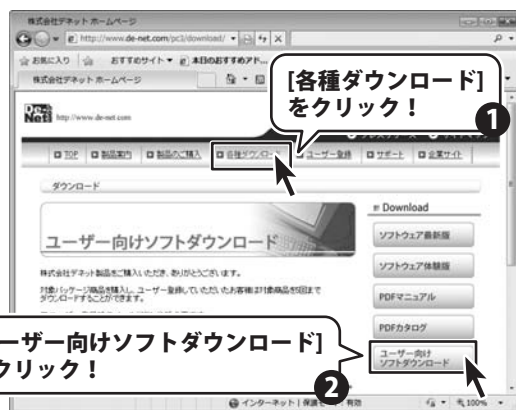 株式会社デネット ホームページ
http://www.de-net.com/pc3/download/
お気に入り おすすめサイト 本日のおすすめアド...
株式会社デネット ホームページ
[各種ダウンロード]
をクリック！
1
De-Net
http://www.de-net.com
TOP 製品案内 製品のご購入 各種ダウンロード ユーザー登録 サポート 企業サイト
ダウンロード
Download
ユーザー向けソフトダウンロード
ソフトウェア最新版
株式会社デネット製品をご購入いただき、ありがとうございます。
ソフトウェア体験版
対象パッケージ商品を購入し、ユーザー登録していただいたお客様は対象商品を5回まで
ダウンロードすることができます。
PDFマニュアル
PDFカタログ
ユーザー向け
ソフトダウンロード
ーザー向けソフトダウンロード]
クリック！
2
インターネット | 保護モード: 有効
100%